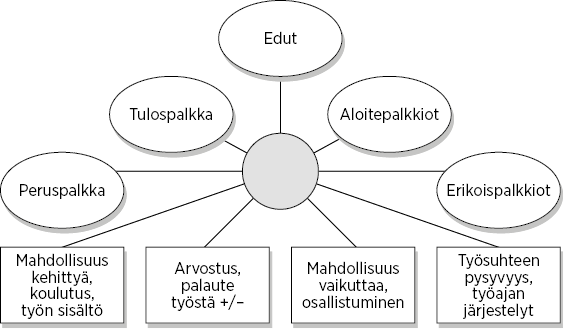 Edut
Tulospalkka
Aloitepalkkiot
Peruspalkka
Erikoispalkkiot
Mahdollisuus
kehittyä,
koulutus,
työn sisältö
Arvostus,
palaute
työstä +/–
Mahdollisuus
vaikuttaa,
osallistuminen
Työsuhteen
pysyvyys,
työajan
järjestelyt